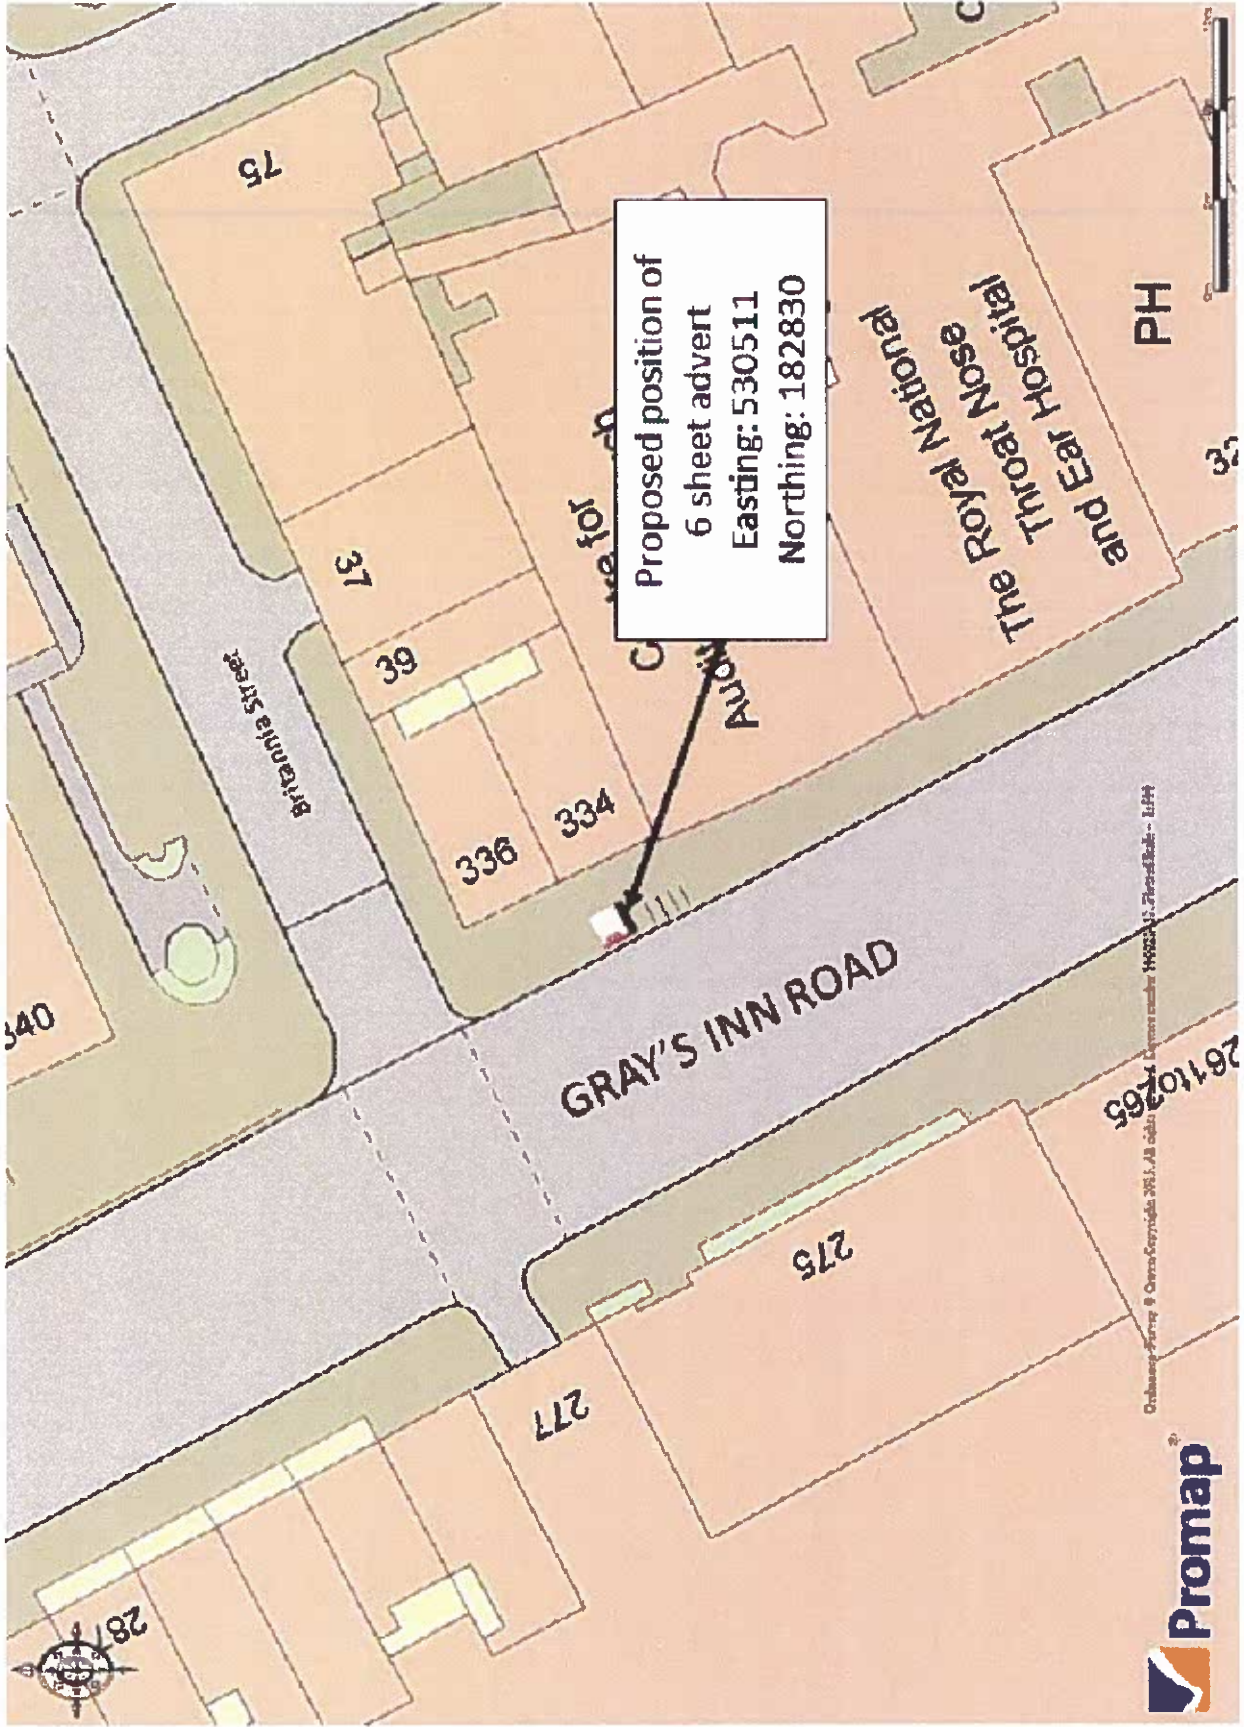 75
37
39
Britannia Street
336
334
340
Proposed position of
6 sheet advert
Easting: 530511
Northing: 182830
The Royal National
Throat Nose
and Ear Hospital
PH
GRAY'S INN ROAD
275
277
261to265
Promap